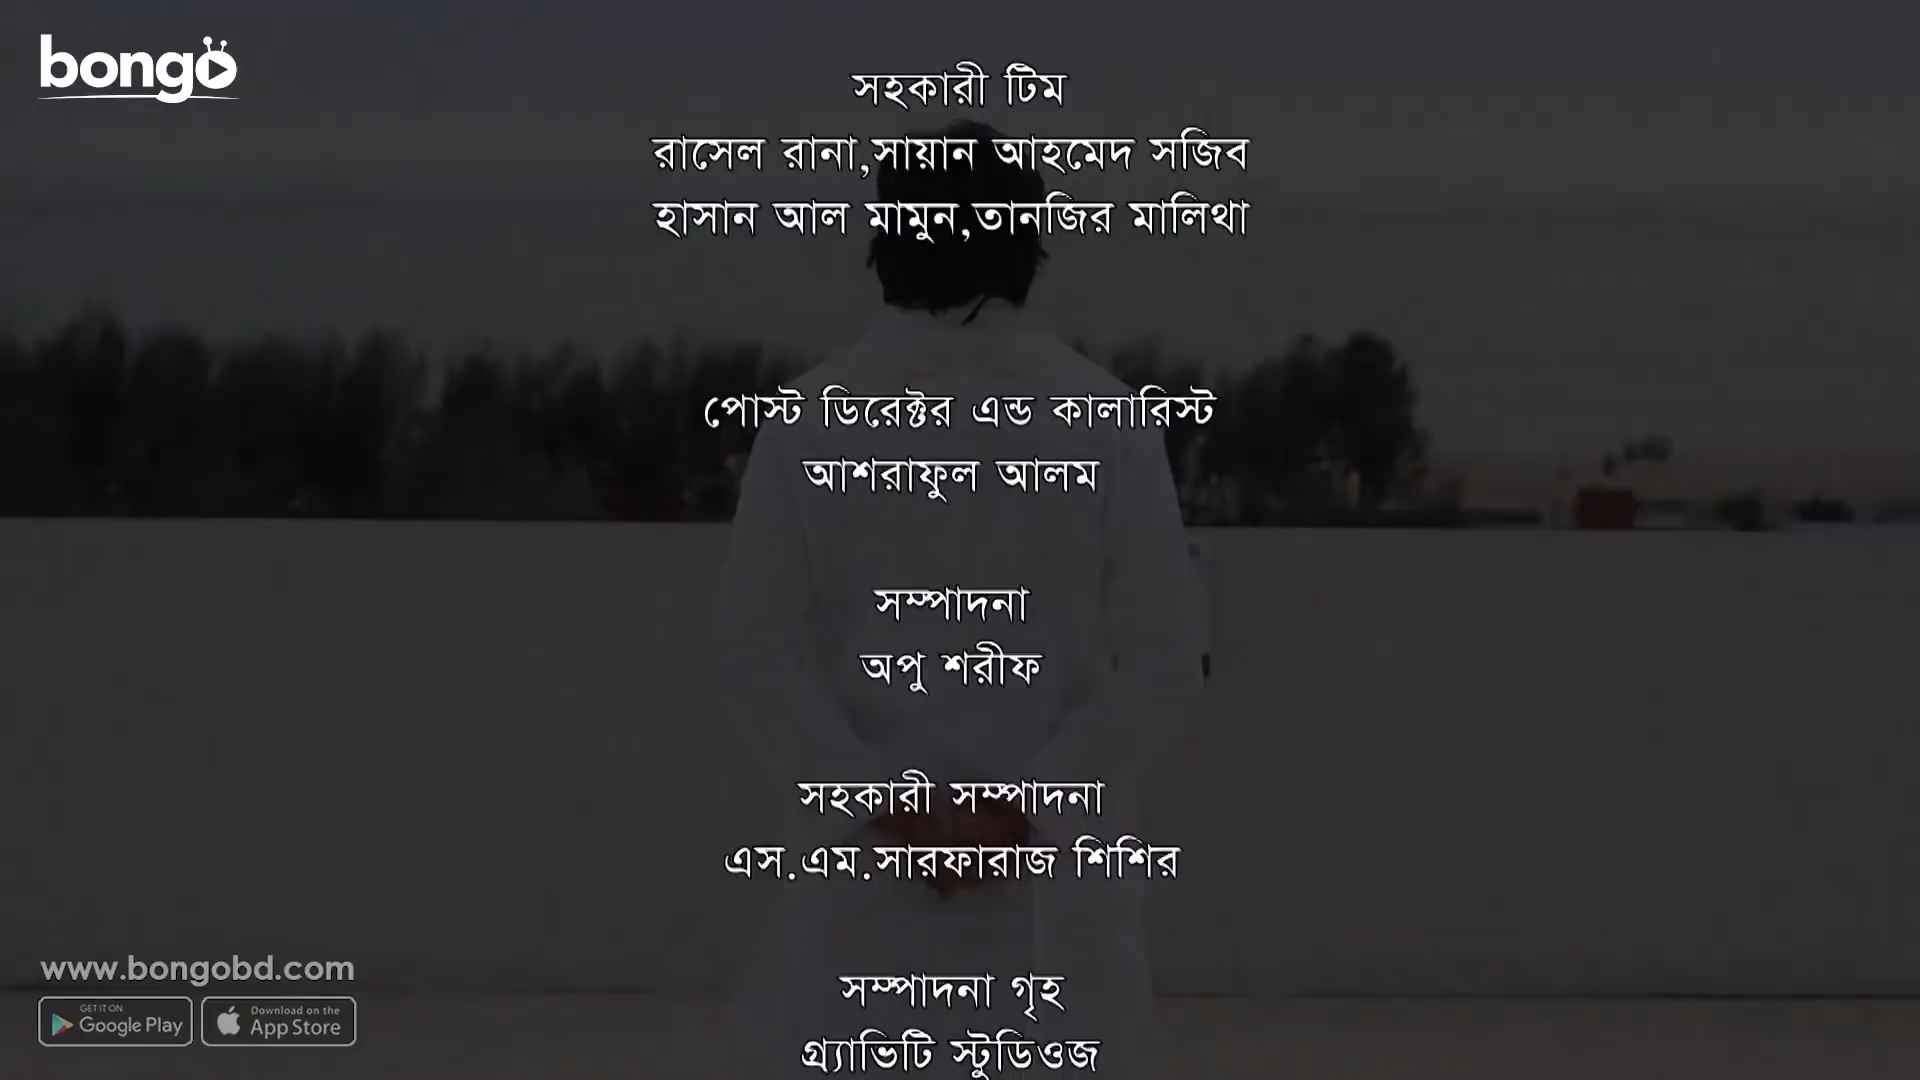 bongo
সহকারী টিম
রাসেল রানা,সায়ান আহমেদ সজিব
হাসান আল মামুন,তানজির মালিথা
পোস্ট ডিরেক্টর এন্ড কালারিস্ট
আশরাফুল আলম
সম্পাদনা
অপু শরীফ
সহকারী সম্পাদনা
এস.এম.সারফারাজ শিশির
সম্পাদনা গৃহ
গ্র্যাভিটি স্টুডিওজ
www.bongobd.com
GET IT ON
Google Play
Download on the
App Store